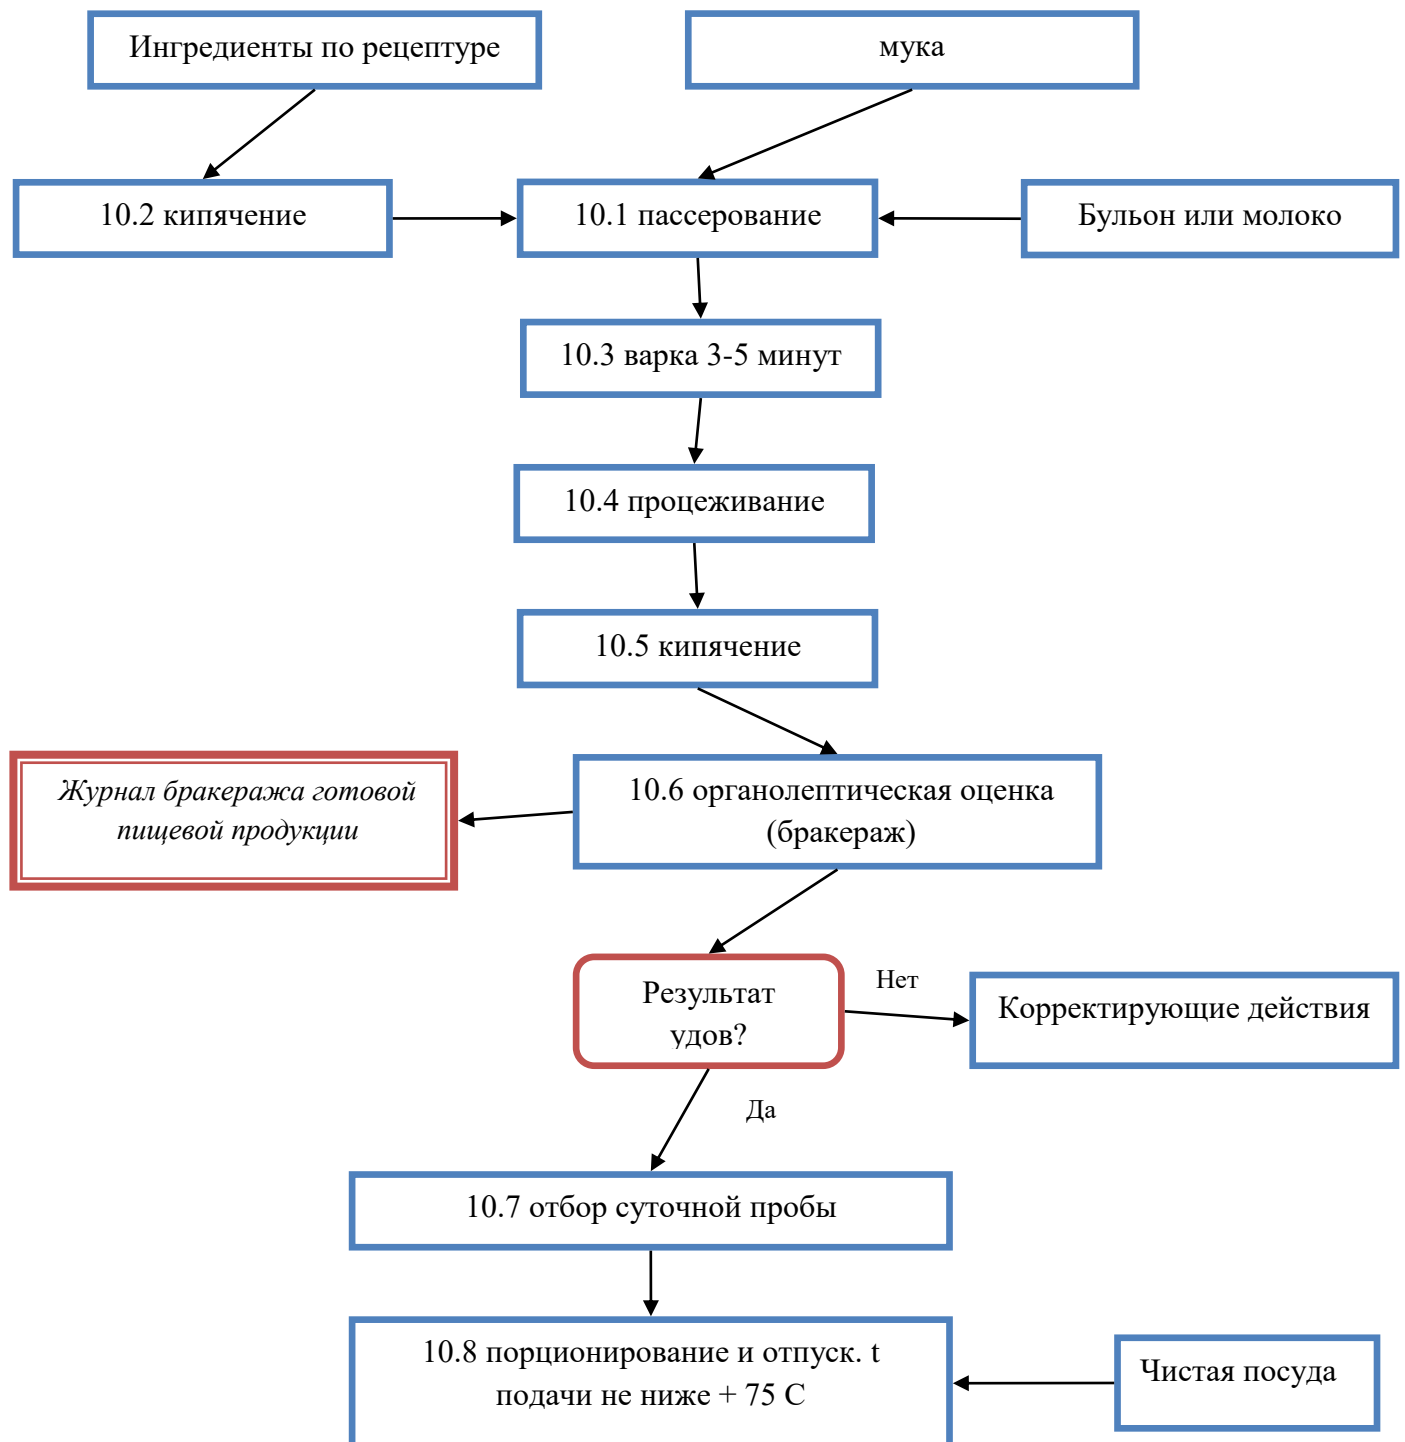 Ингредиенты по рецептуре
мука
10.2 кипячение
10.1 пассерование
Бульон или молоко
10.3 варка 3-5 минут
10.4 процеживание
10.5 кипячение
Журнал бракеража готовой
пищевой продукции
10.6 органолептическая оценка
(бракераж)
Результат
удов?
Нет
Корректирующие действия
Да
10.7 отбор суточной пробы
10.8 порционирование и отпуск. t
подачи не ниже + 75 С
Чистая посуда